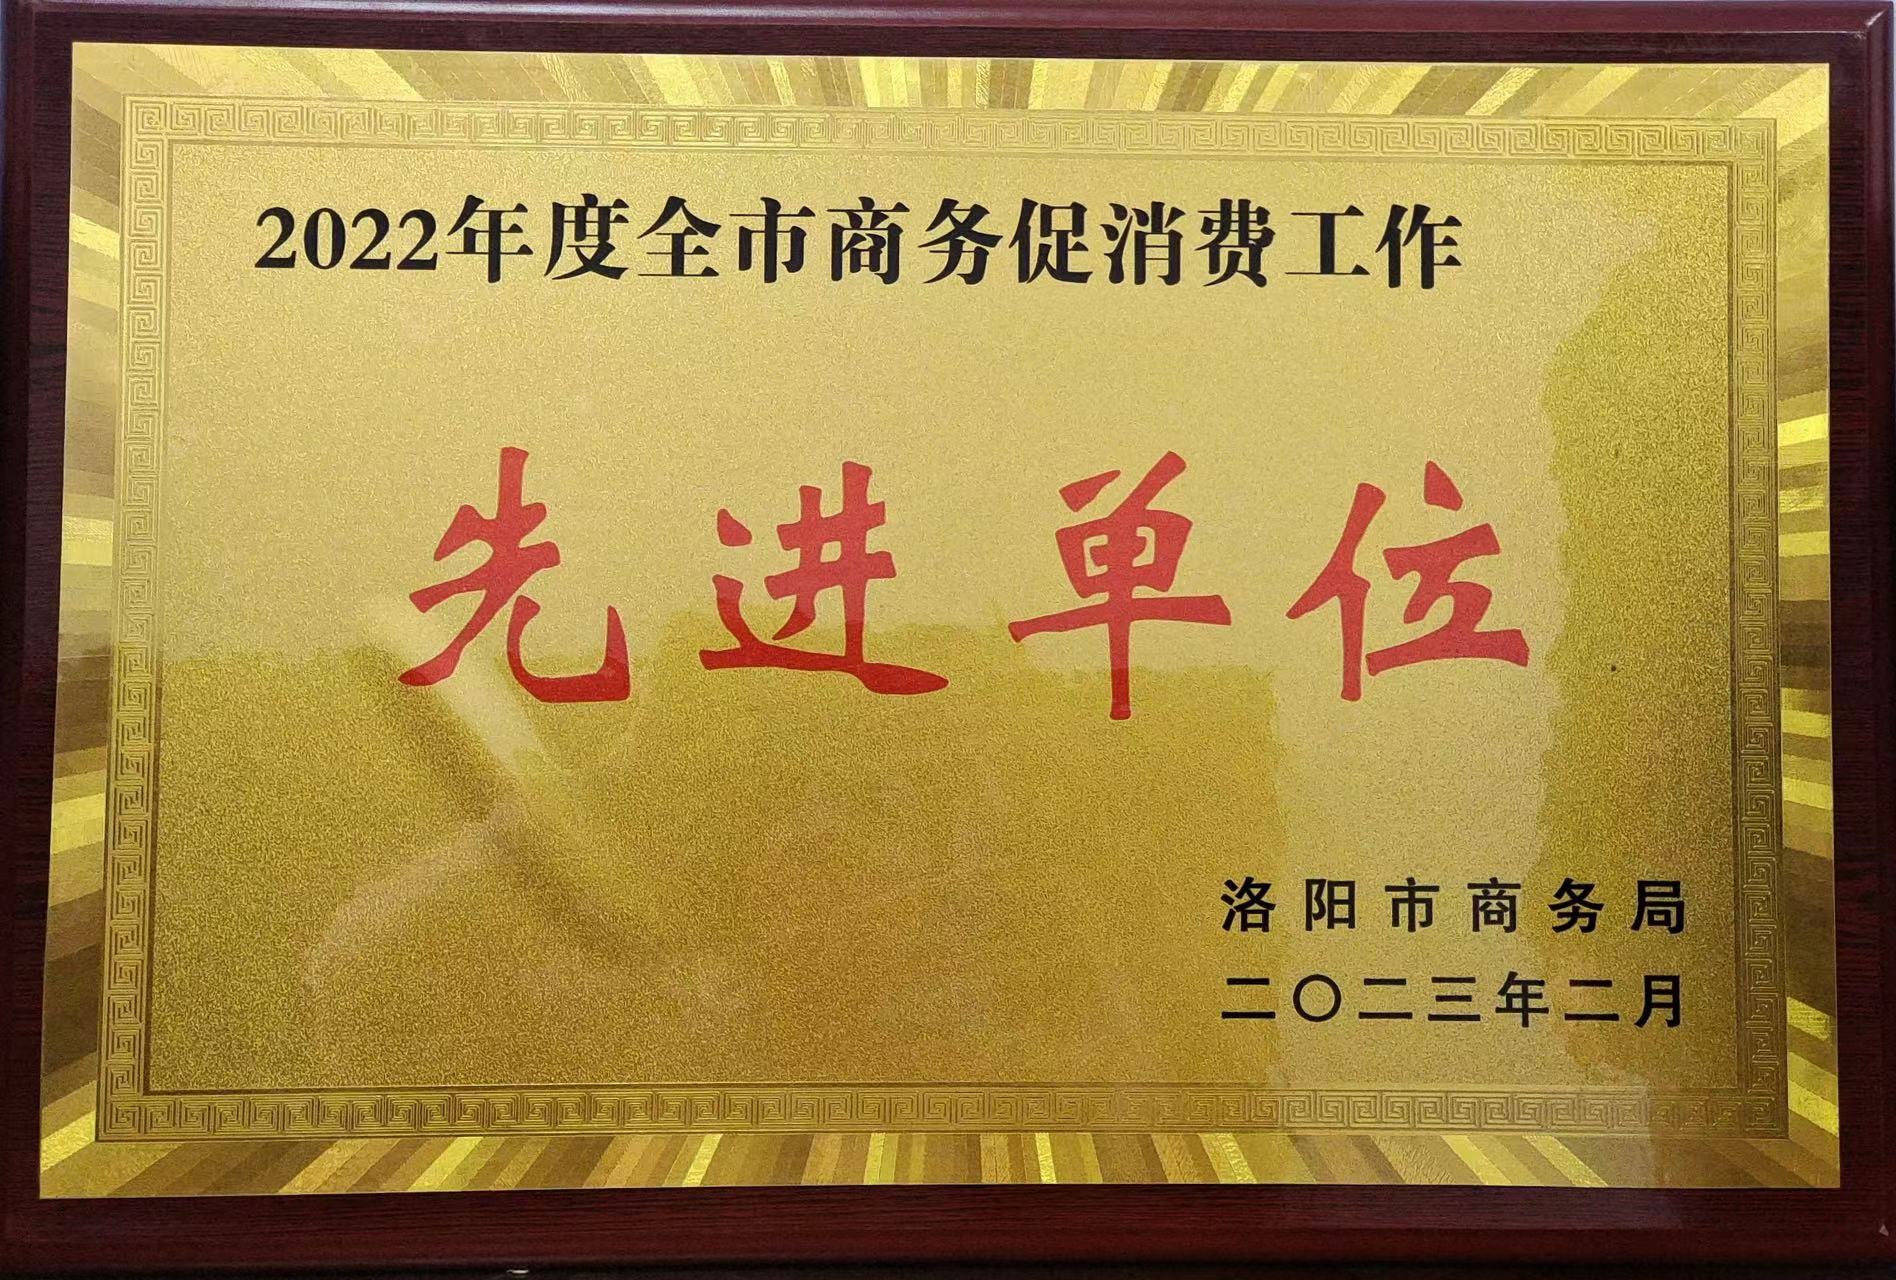 2022年度全市商务促消费工作
先进单位
洛阳市商务局
二〇二三年二月